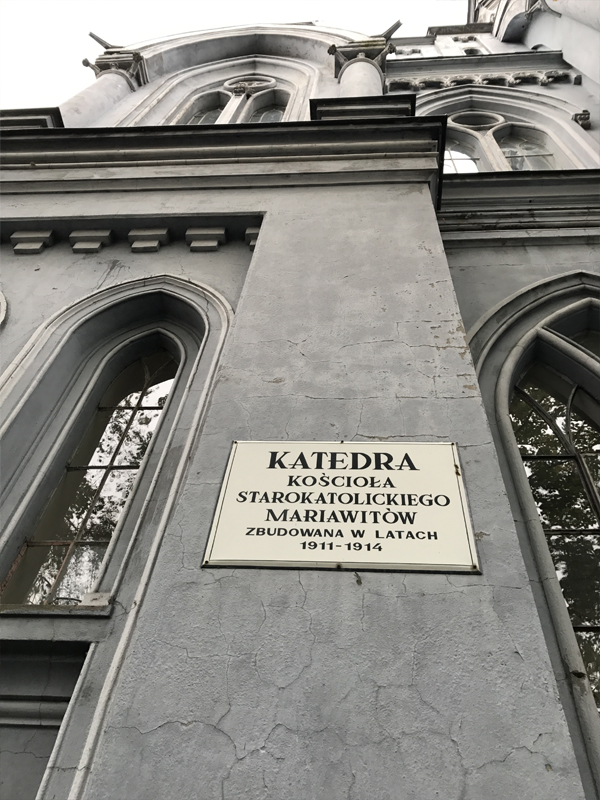 KATEDRA
KOŚCIOŁA
STAROKATOLICKIEGO
MARIAWITÒW
ZBUDOWANA W LATACH
1911-1914